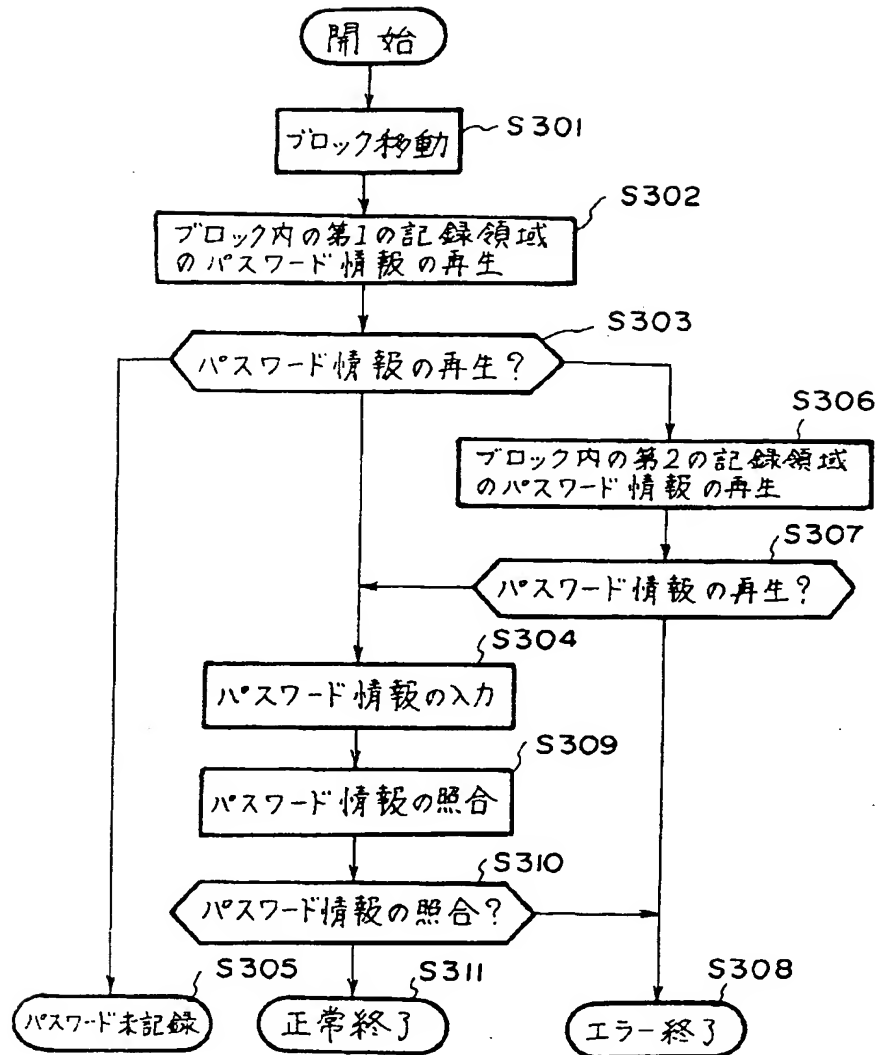 開始
ブロック移動
S301
S302
ブロック内の第1の記録領域
のパスワード情報の再生
S303
パスワード情報の再生?
S306
ブロック内の第2の記録領域
のパスワード情報の再生
S307
パスワード情報の再生?
S304
パスワード情報の入力
S309
パスワード情報の照合
S310
パスワード情報の照合?
S305
パスワード未記録
S311
正常終了
S308
エラー終了